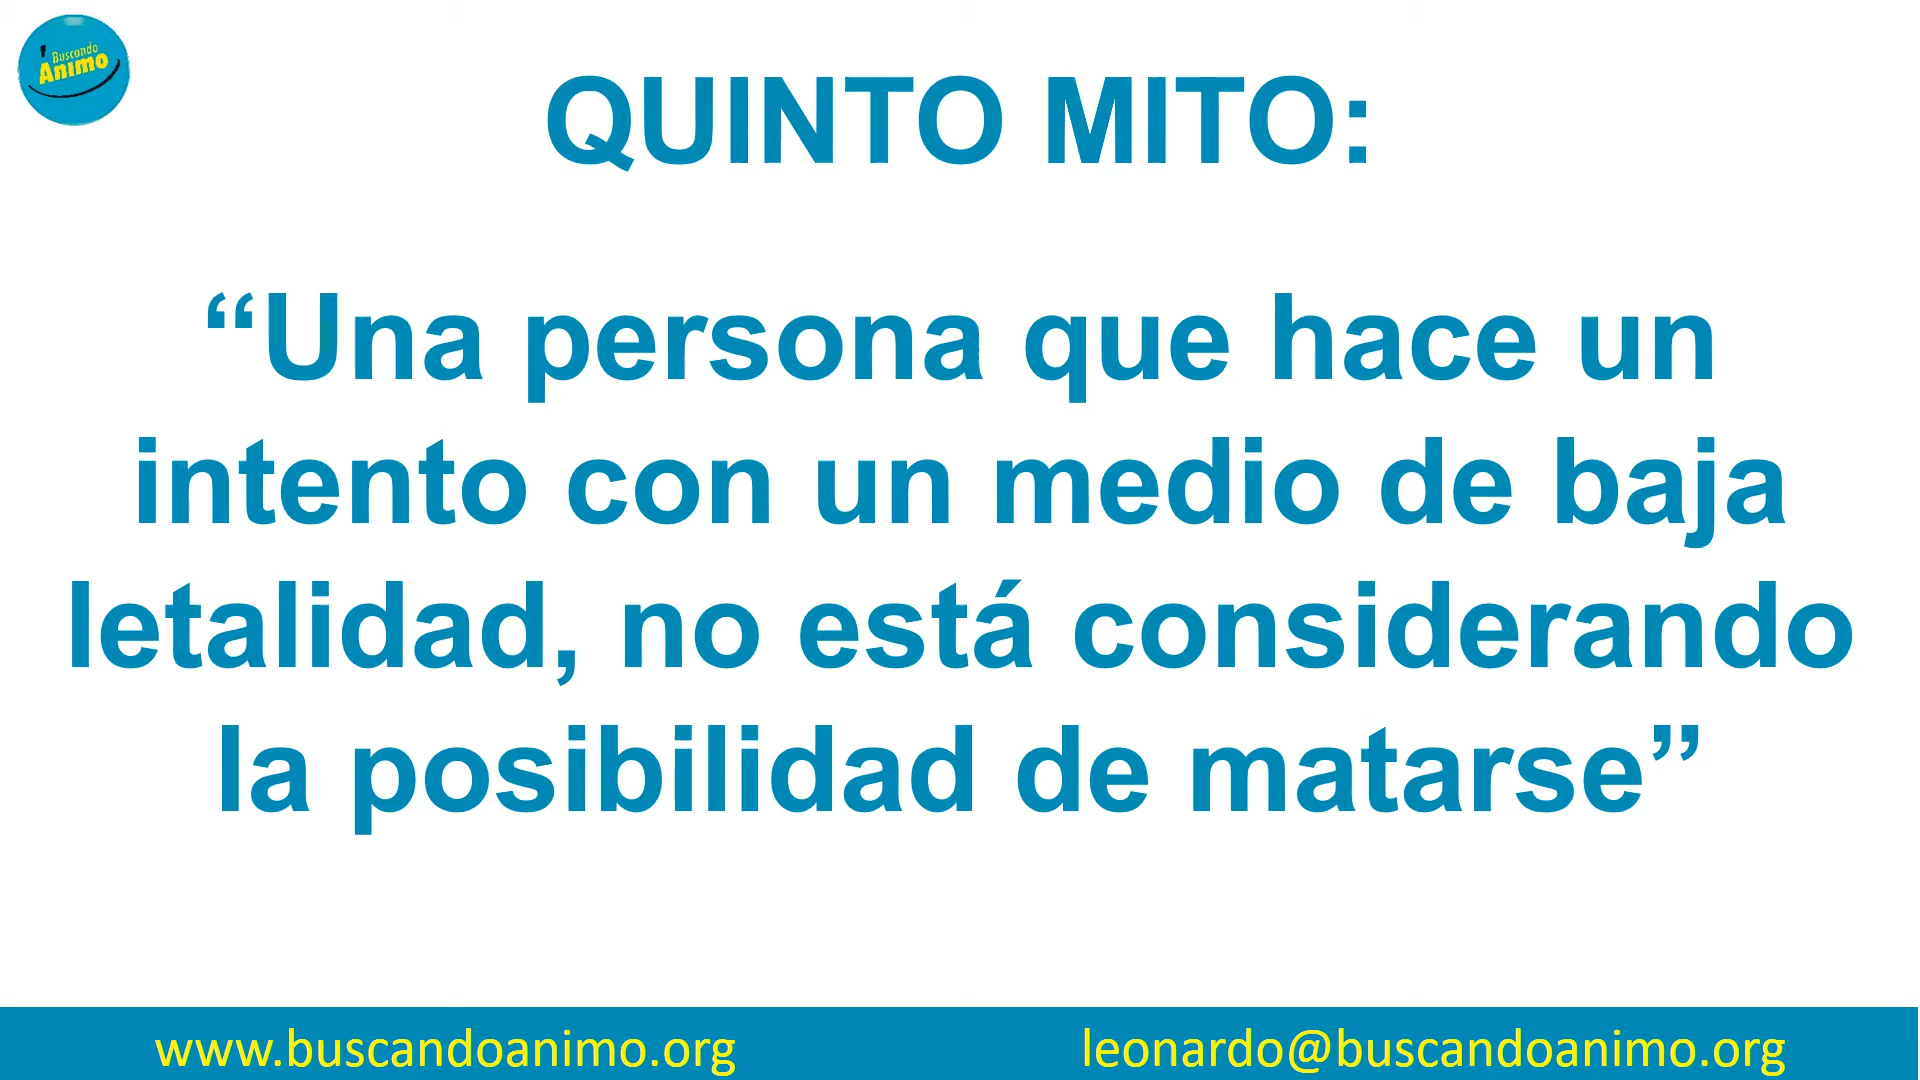 Buscando
Animo
QUINTO MITO:
“Una persona que hace un
intento con un medio de baja
letalidad, no está considerando
la posibilidad de matarse”
www.buscandoanimo.org
leonardo@buscandoanimo.org